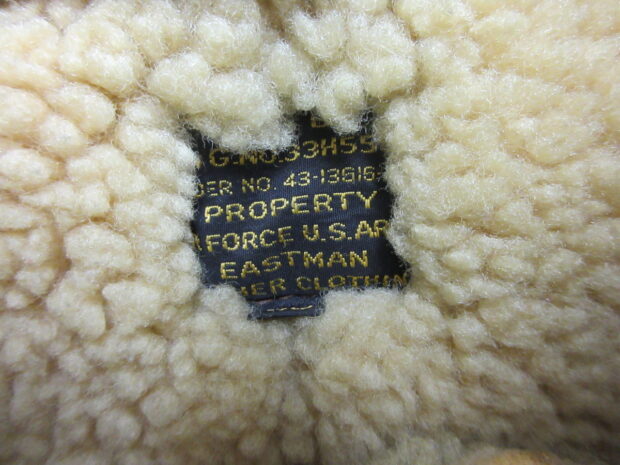 G.NO.33H55
DER NO. 43-13616-
PROPERTY
FORCE U.S.AR
EASTMAN
HER CLOTHIN